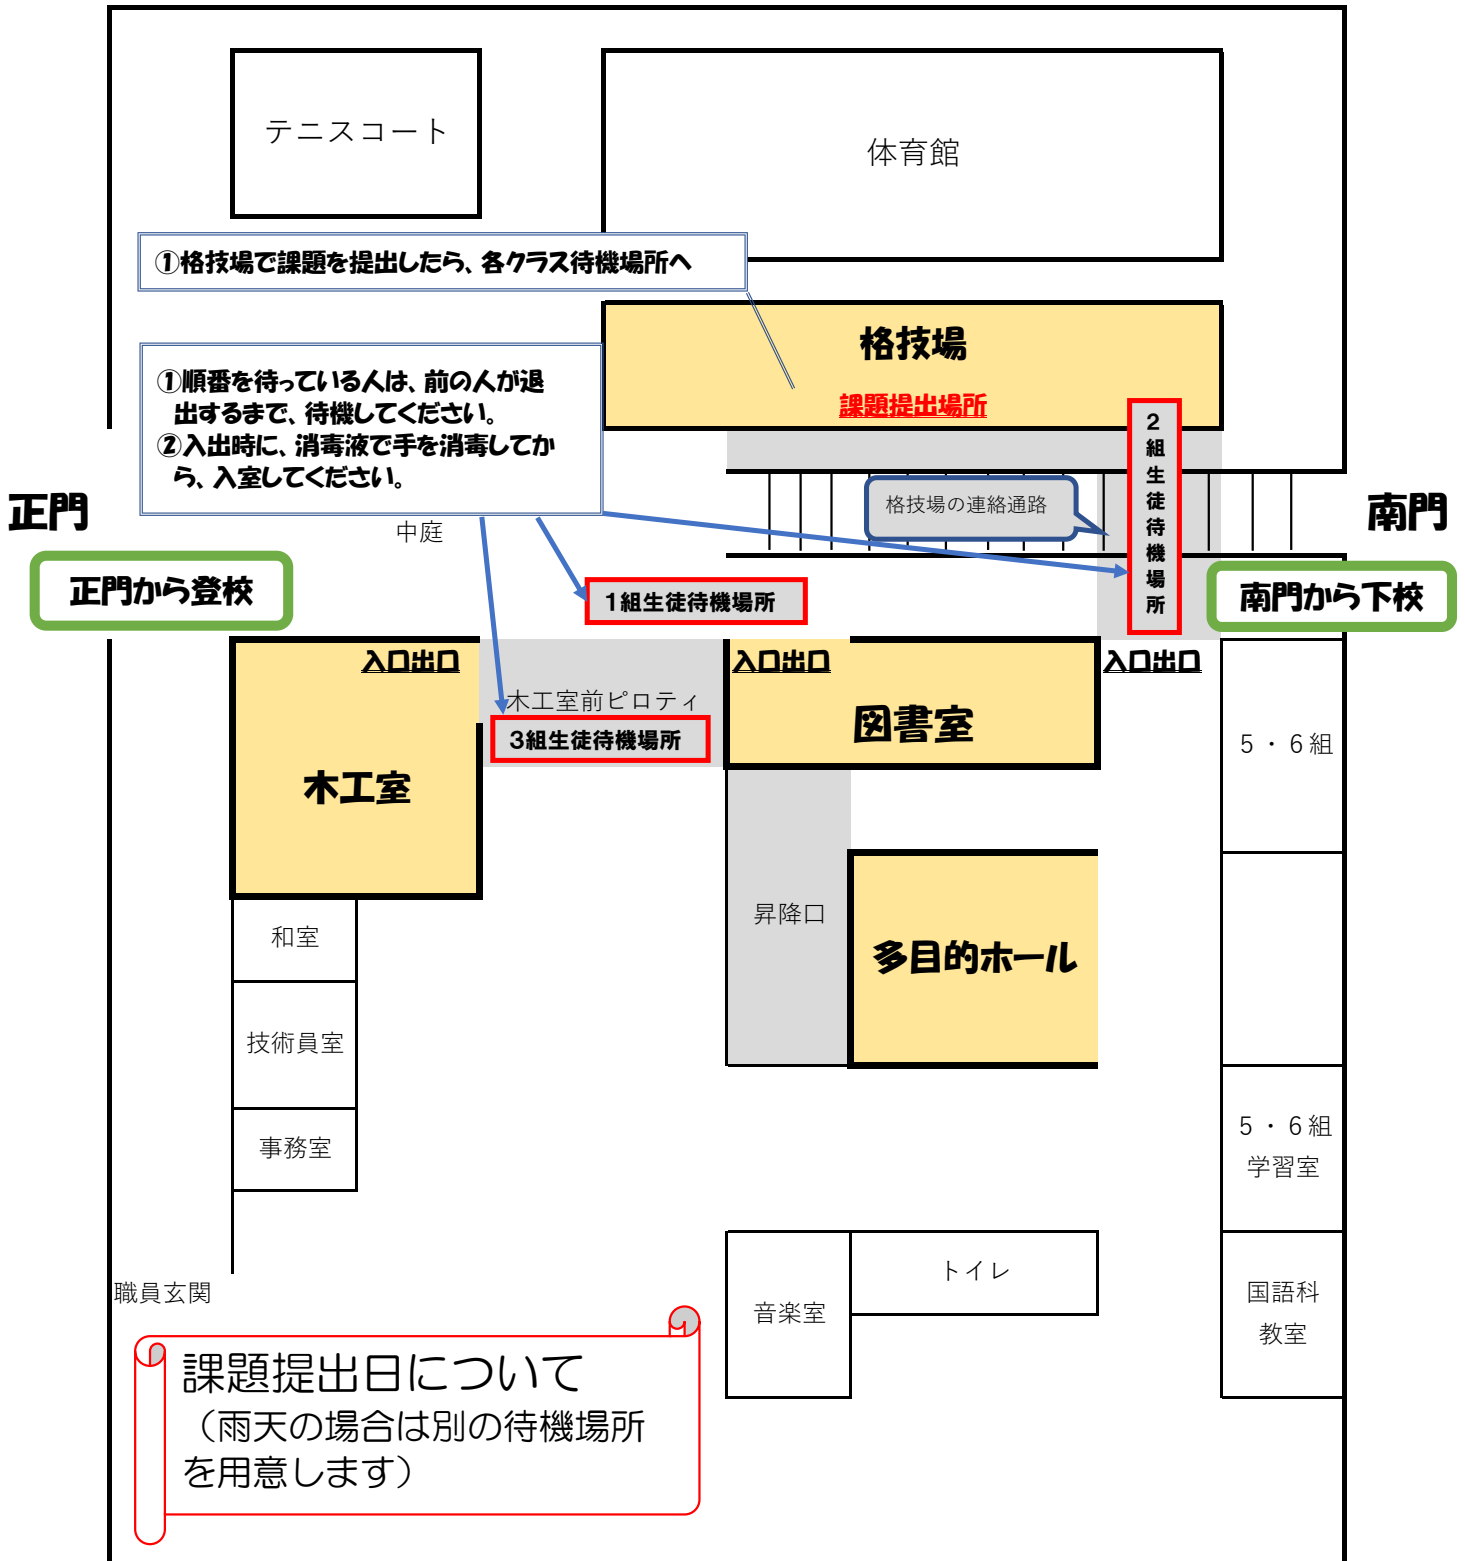 テニスコート
体育館
①格技場で課題を提出したら、各クラス待機場所へ
格技場
課題提出場所
①順番を待っている人は、前の人が退
出するまで、待機してください。
②入出時に、消毒液で手を消毒してか
ら、入室してください。
2組生徒待機場所
格技場の連絡通路
正門
南門
中庭
正門から登校
1組生徒待機場所
南門から下校
入口出口
入口出口
入口出口
木工室前ピロティ
3組生徒待機場所
図書室
5・6組
木工室
昇降口
和室
多目的ホール
技術員室
事務室
5・6組
学習室
職員玄関
トイレ
音楽室
国語科
教室
課題提出日について
（雨天の場合は別の待機場所
を用意します）